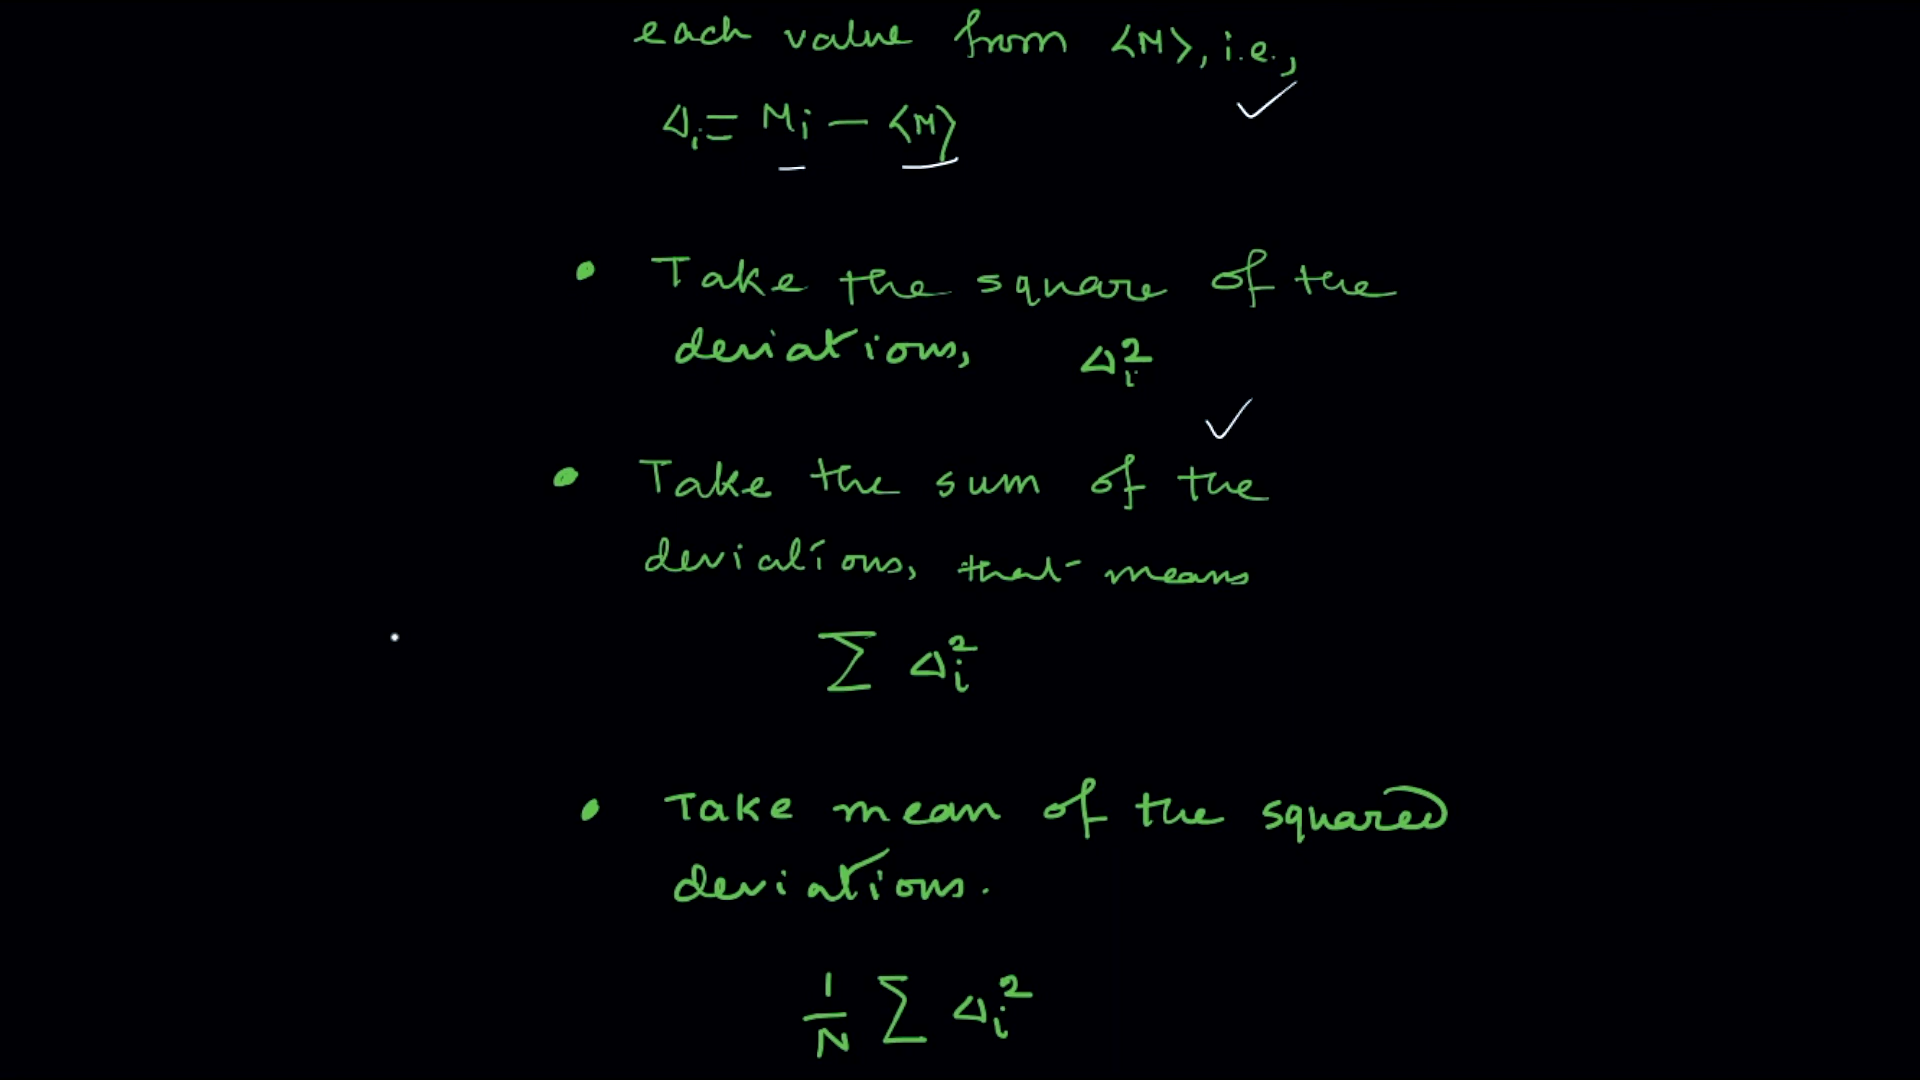 each value from ⟨M⟩, i.e.,
Δᵢ = Mᵢ − ⟨M⟩
• Take the square of the
deviations, Δᵢ²
• Take the sum of the
deviations, that means
∑ Δᵢ²
• Take mean of the squared
deviations.
1/N ∑ Δᵢ²